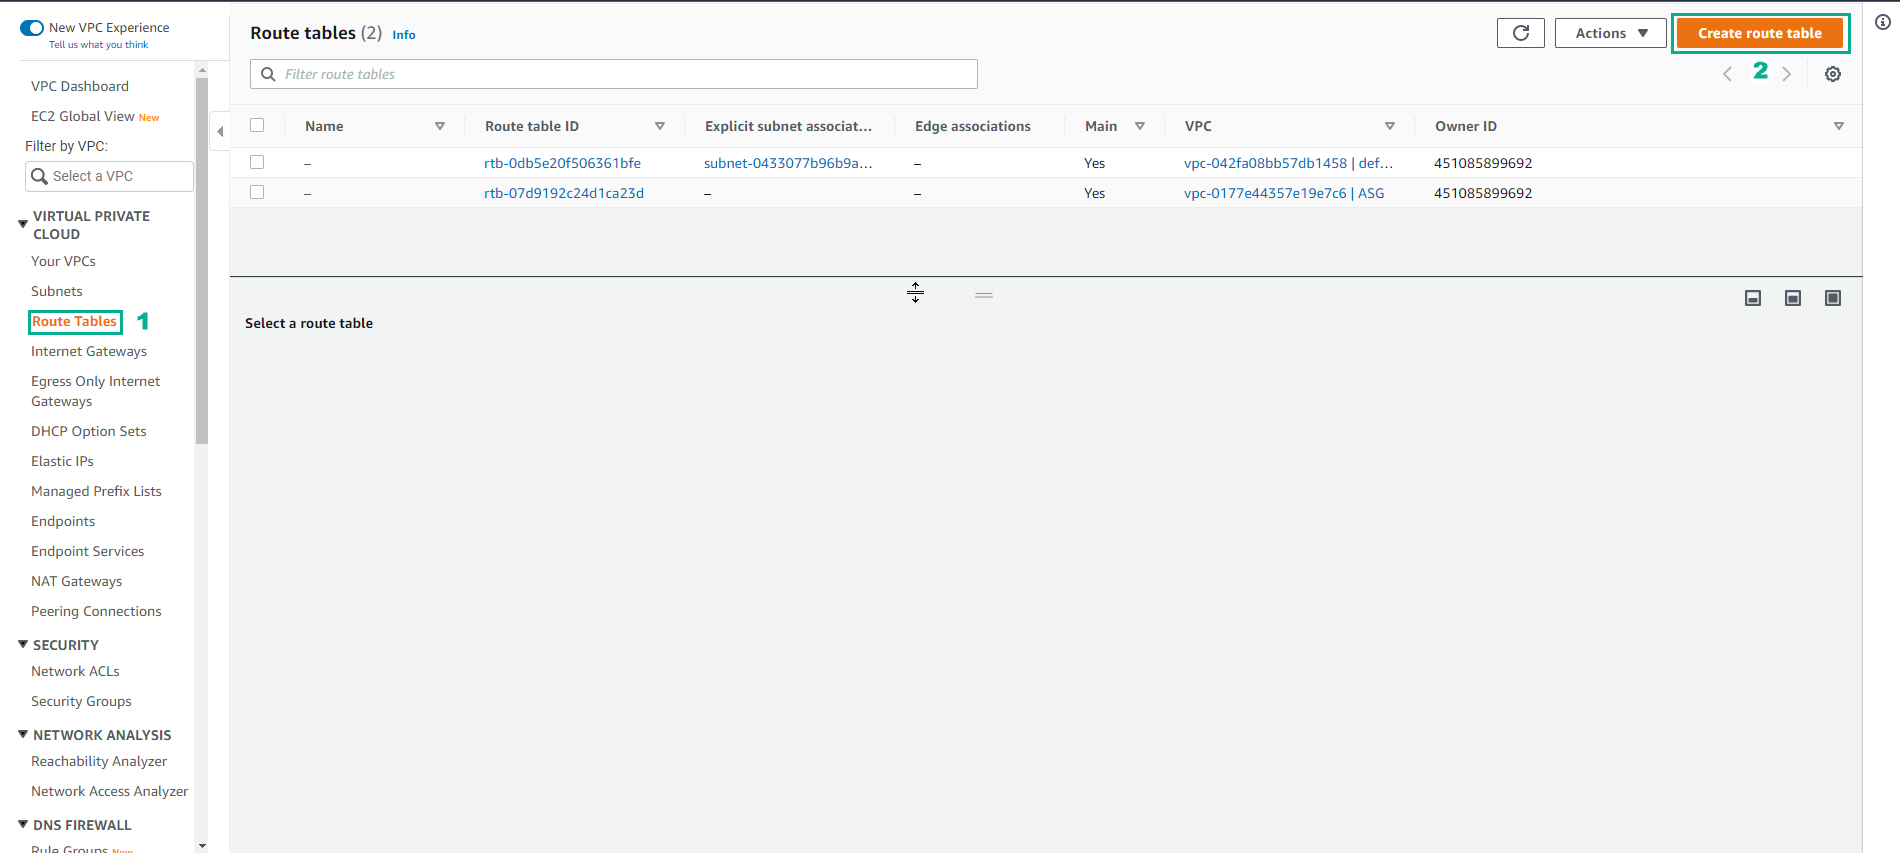 New VPC Experience
Tell us what you think
VPC Dashboard
EC2 Global View New
Filter by VPC:
Select a VPC
VIRTUAL PRIVATE
CLOUD
Your VPCs
Subnets
Route Tables 1
Internet Gateways
Egress Only Internet
Gateways
DHCP Option Sets
Elastic IPs
Managed Prefix Lists
Endpoints
Endpoint Services
NAT Gateways
Peering Connections
SECURITY
Network ACLs
Security Groups
NETWORK ANALYSIS
Reachability Analyzer
Network Access Analyzer
DNS FIREWALL
Rule Groups New
Route tables (2) Info
Actions
Create route table
Filter route tables
2
Name Route table ID Explicit subnet associat... Edge associations Main VPC Owner ID
– rtb-0db5e20f506361bfe subnet-0433077b96b9a... – Yes vpc-042fa08bb57db1458 | def... 451085899692
– rtb-07d9192c24d1ca23d – – Yes vpc-0177e44357e19e7c6 | ASG 451085899692
Select a route table